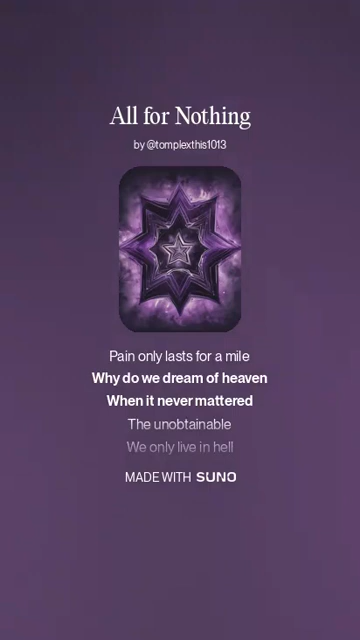 All for Nothing
by @tomplexthis1013
Pain only lasts for a mile
Why do we dream of heaven
When it never mattered
The unobtainable
We only live in hell
MADE WITH SUNO